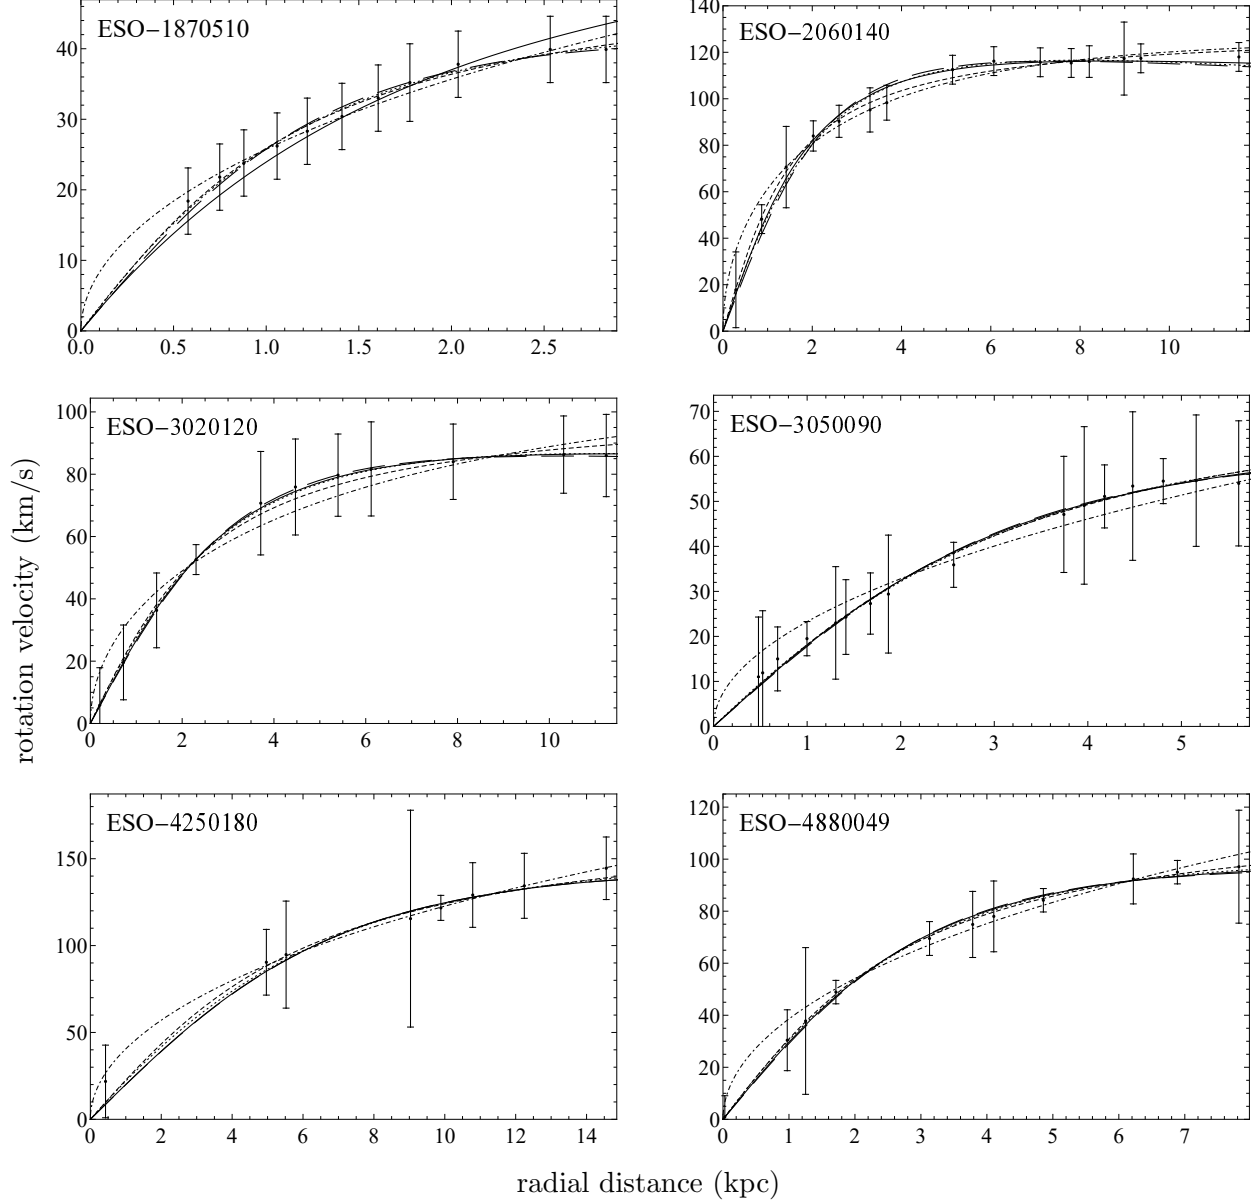 ESO−1870510
40
30
20
10
0
0.0 0.5 1.0 1.5 2.0 2.5
ESO−2060140
140
120
100
80
60
40
20
0
0 2 4 6 8 10
ESO−3020120
100
80
60
40
20
0
0 2 4 6 8 10
ESO−3050090
70
60
50
40
30
20
10
0
0 1 2 3 4 5
ESO−4250180
150
100
50
0
0 2 4 6 8 10 12 14
ESO−4880049
120
100
80
60
40
20
0
0 1 2 3 4 5 6 7
rotation velocity (km/s)
radial distance (kpc)